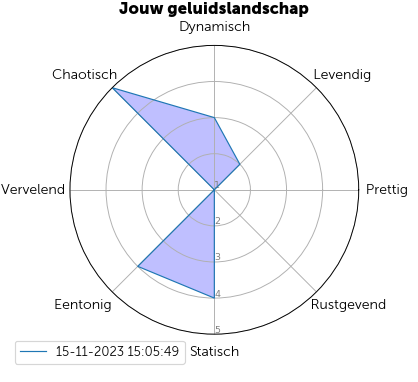 Jouw geluidslandschap
Dynamisch
Chaotisch
Levendig
Vervelend
1
Prettig
2
3
4
Eentonig
Rustgevend
5
15-11-2023 15:05:49
Statisch